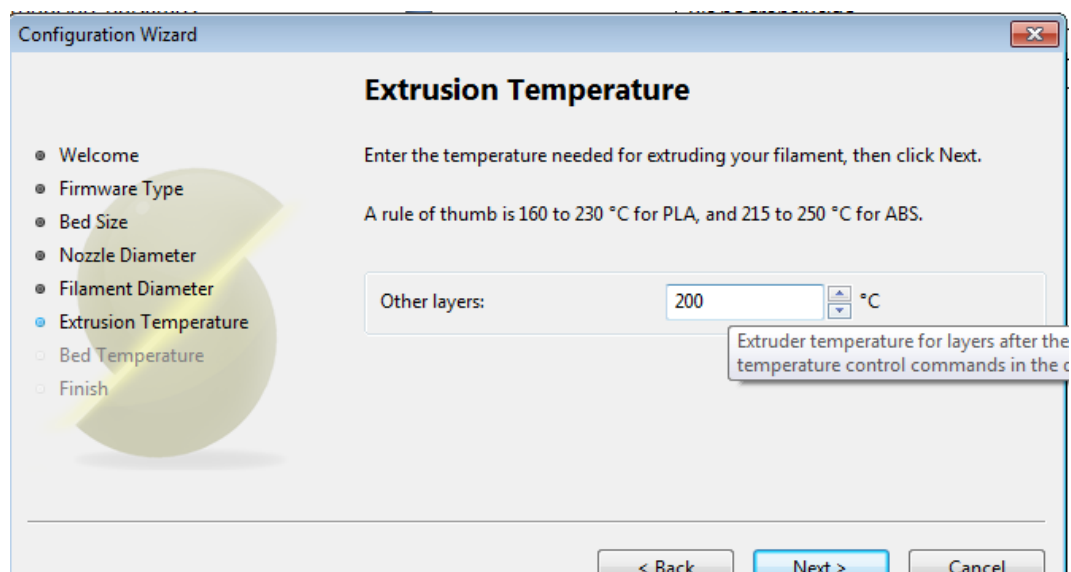 Configuration Wizard
Extrusion Temperature
Welcome
Firmware Type
Bed Size
Nozzle Diameter
Filament Diameter
Extrusion Temperature
Bed Temperature
Finish
Enter the temperature needed for extruding your filament, then click Next.
A rule of thumb is 160 to 230 °C for PLA, and 215 to 250 °C for ABS.
Other layers: 200 °C
Extruder temperature for layers after the
temperature control commands in the
< Back Next > Cancel